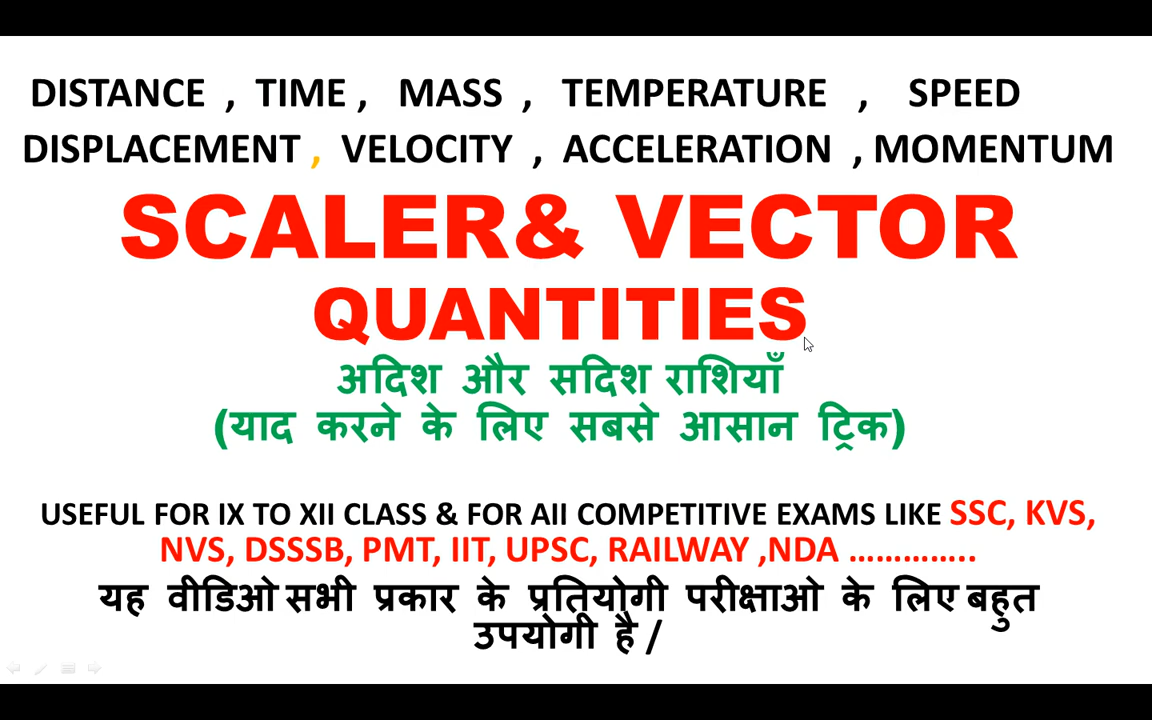 DISTANCE , TIME , MASS , TEMPERATURE , SPEED
DISPLACEMENT , VELOCITY , ACCELERATION , MOMENTUM
SCALER& VECTOR
QUANTITIES
अदिश और सदिश राशियाँ
(याद करने के लिए सबसे आसान ट्रिक)
USEFUL FOR IX TO XII CLASS & FOR AII COMPETITIVE EXAMS LIKE SSC, KVS,
NVS, DSSSB, PMT, IIT, UPSC, RAILWAY ,NDA …………..
यह वीडिओ सभी प्रकार के प्रतियोगी परीक्षाओ के लिए बहुत
उपयोगी है /